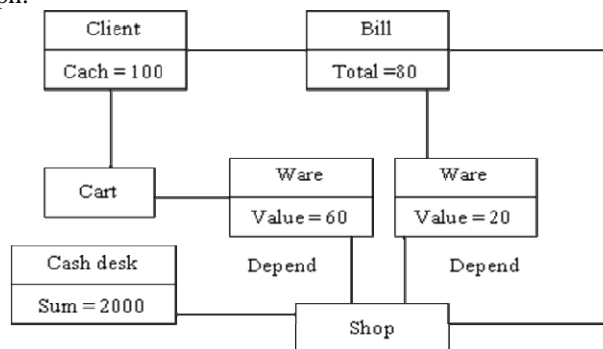 ph.
Client
Cach = 100
Bill
Total =80
Cart
Ware
Value = 60
Ware
Value = 20
Cash desk
Sum = 2000
Depend
Depend
Shop